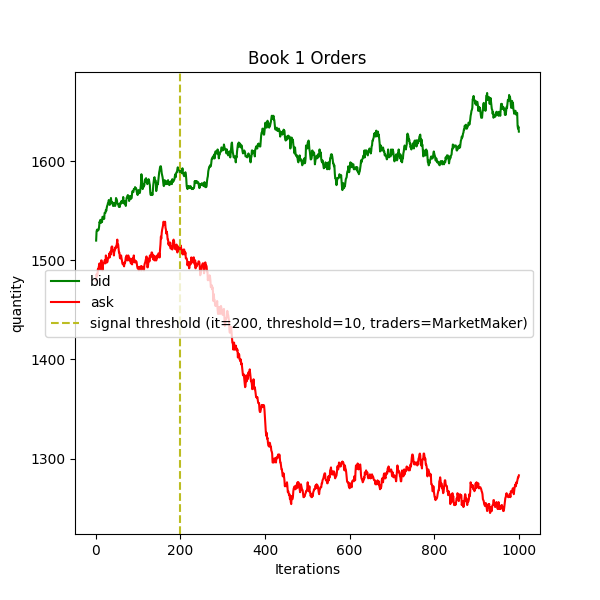 Book 1 Orders
quantity
1600
1500
1400
1300
bid
ask
signal threshold (it=200, threshold=10, traders=MarketMaker)
0 200 400 600 800 1000
Iterations